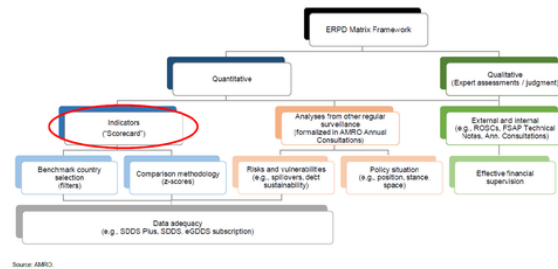 ERPD Matrix Framework
Quantitative
Qualitative
(Expert assessments / judgment)
Indicators
("Scorecard")
Analyses from other regular
surveillance
(formalized in AMRO Annual
Consultations)
External and internal
(e.g., ROSCs, FSAP Technical
Notes, Ann. Consultations)
Benchmark country
selection
(filters)
Comparison methodology
(z-scores)
Risks and vulnerabilities
(e.g., spillovers, debt
sustainability)
Policy situation
(e.g., position, stance,
space)
Effective financial
supervision
Data adequacy
(e.g., SDDS Plus, SDDS, eGDDS subscription)
Source: AMRO.